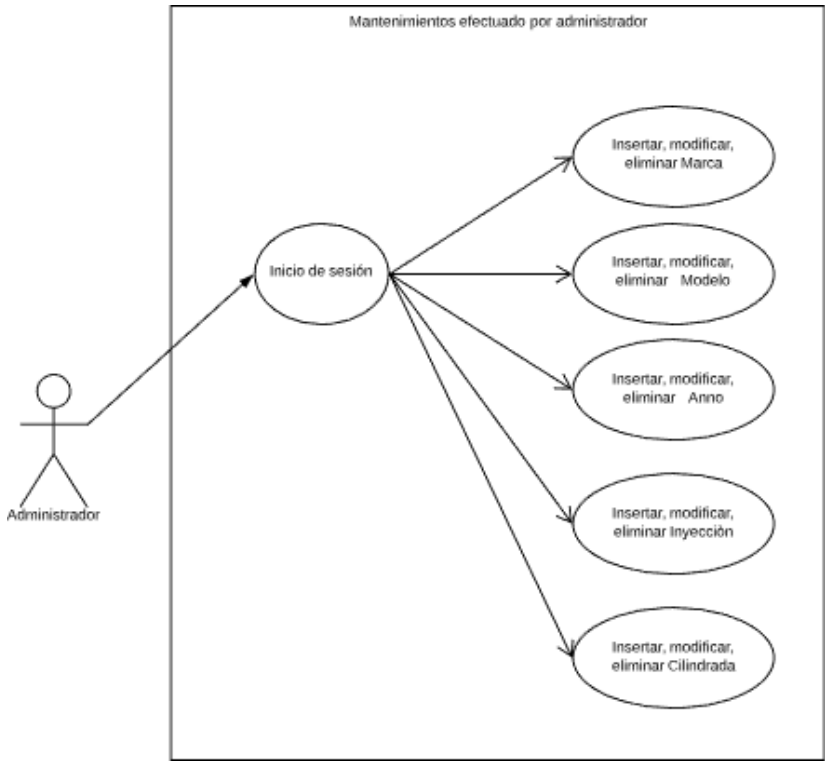 Mantenimientos efectuado por administrador
Insertar, modificar,
eliminar Marca
Inicio de sesión
Insertar, modificar,
eliminar Modelo
Insertar, modificar,
eliminar Anno
Administrador
Insertar, modificar,
eliminar Inyecciòn
Insertar, modificar,
eliminar Cilindrada